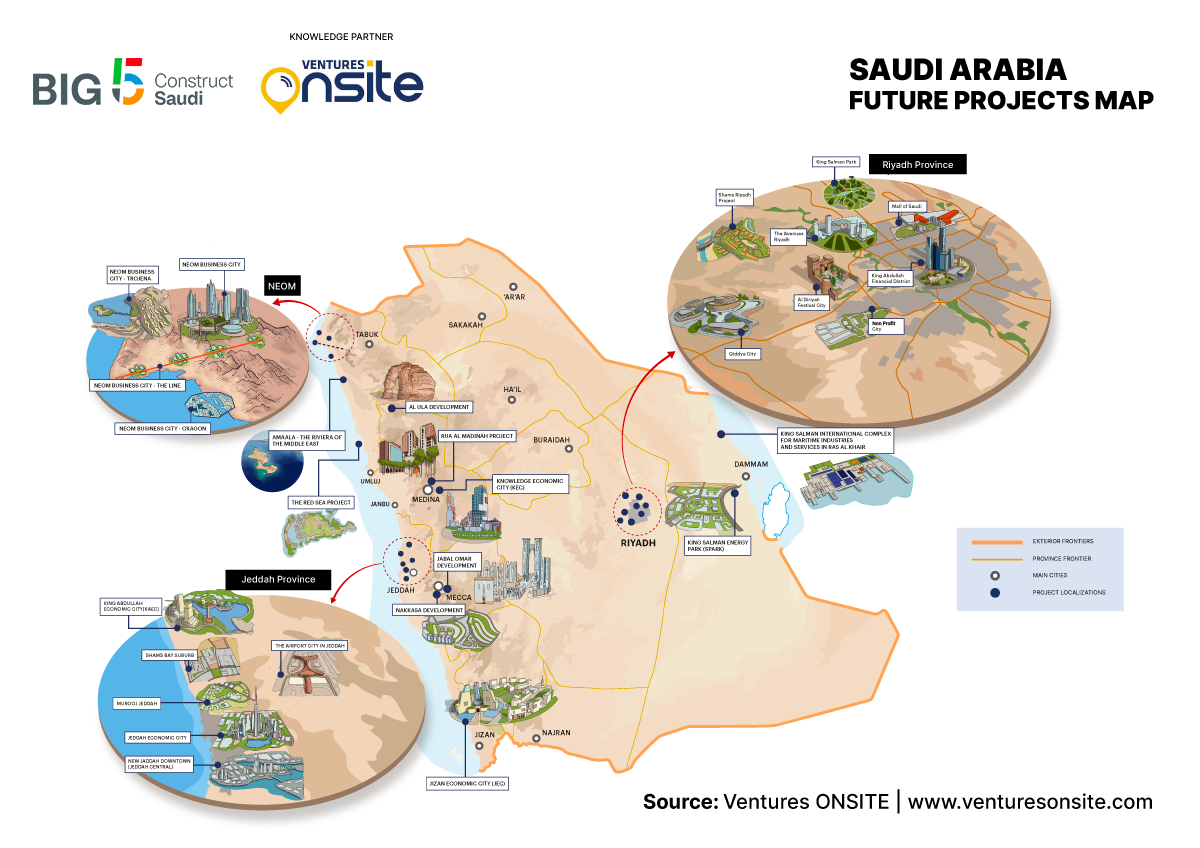 KNOWLEDGE PARTNER
BIG 5 Construct
Saudi
VENTURES
onsite
SAUDI ARABIA
FUTURE PROJECTS MAP
King Salman Park
Riyadh Province
Shams Riyadh
Project
Mall of Saudi
The Avenues
Riyadh
King Abdullah
Financial District
Al Diriyah
Festival City
Non Profit
City
Qiddya City
NEOM BUSINESS
CITY - TROJENA
NEOM BUSINESS CITY
NEOM
NEOM BUSINESS CITY - THE LINE
NEOM BUSINESS CITY - OXAGON
'AR'AR
SAKAKAH
TABUK
HA'IL
AL ULA DEVELOPMENT
AMAALA - THE RIVIERA OF
THE MIDDLE EAST
RUA AL MADINAH PROJECT
BURAIDAH
KING SALMAN INTERNATIONAL COMPLEX
FOR MARITIME INDUSTRIES
AND SERVICES IN RAS AL KHAIR
DAMMAM
UMLUJ
KNOWLEDGE ECONOMIC
CITY (KEC)
MEDINA
THE RED SEA PROJECT
JANBU
RIYADH
KING SALMAN ENERGY
PARK (SPARK)
EXTERIOR FRONTIERS
PROVINCE FRONTIER
MAIN CITIES
PROJECT LOCALIZATIONS
JABAL OMAR
DEVELOPMENT
JEDDAH
MECCA
NAKKASA DEVELOPMENT
Jeddah Province
KING ABDULLAH
ECONOMIC CITY(KAEC)
THE AIRPORT CITY IN JEDDAH
SHAMS BAY SUBURB
MUROOJ JEDDAH
JEDDAH ECONOMIC CITY
NEW JADDAH DOWNTOWN
(JEDDAH CENTRAL)
JIZAN
NAJRAN
JIZAN ECONOMIC CITY (JEC)
Source: Ventures ONSITE | www.venturesonsite.com